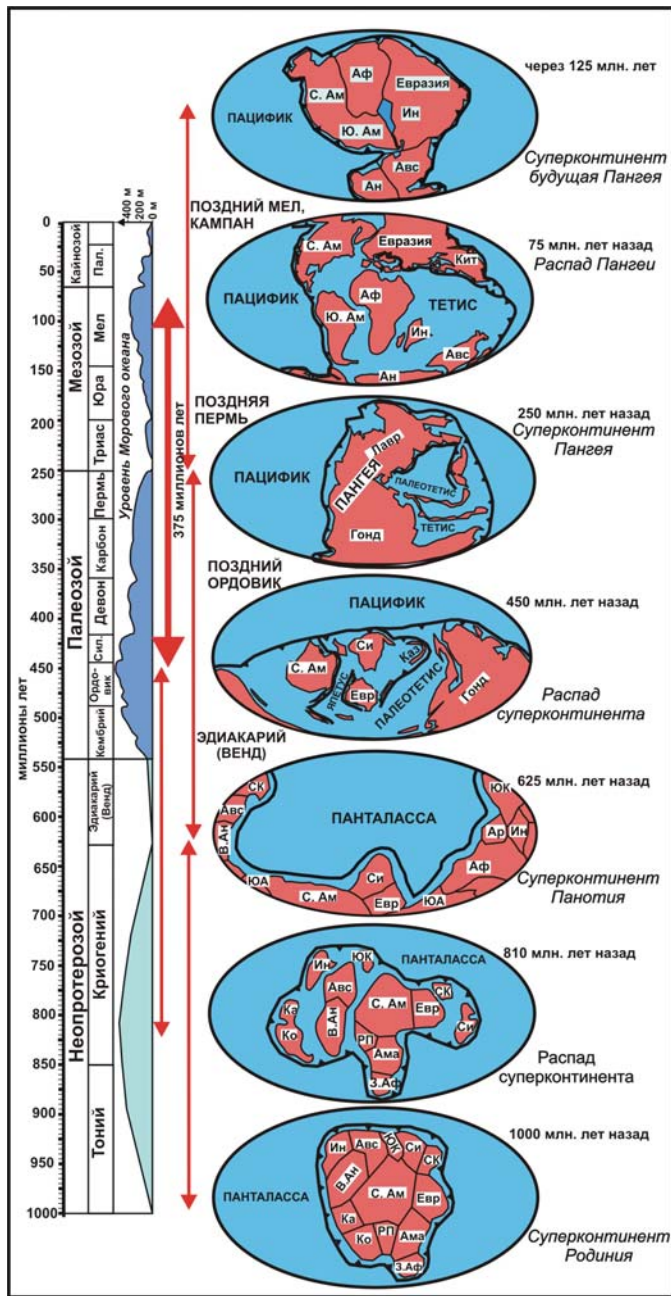 через 125 млн. лет
Аф
С. Ам
Евразия
ПАЦИФИК
Ин
Ю. Ам
Авс
Ан
Суперконтинент
будущая Пангея
400 м
200 м
0 м
ПОЗДНИЙ МЕЛ,
КАМПАН
75 млн. лет назад
Распад Пангеи
С. Ам
Евразия
Кит
ПАЦИФИК
Аф
ТЕТИС
Ю. Ам
Ин
Авс
Ан
ПОЗДНЯЯ
ПЕРМЬ
250 млн. лет назад
Суперконтинент
Пангея
Лавр
ПАЦИФИК
ПАНГЕЯ
ПАЛЕОТЕТИС
ТЕТИС
Гонд
ПОЗДНИЙ
ОРДОВИК
450 млн. лет назад
ПАЦИФИК
Си
Каз
С. Ам
ЯПЕТУС
Евр
ПАЛЕОТЕТИС
Гонд
Распад
суперконтинента
ЭДИАКАРИЙ
(ВЕНД)
625 млн. лет назад
СК
Авс
В.Ан
ПАНТАЛАССА
ЮК
Ар
Ин
Аф
ЮА
С. Ам
Си
Евр
ЮА
Суперконтинент
Панотия
810 млн. лет назад
Ин
ЮК
ПАНТАЛАССА
Авс
С. Ам
Евр
СК
Ка
В.Ан
Си
Ко
РП
Ама
З.Аф
Распад
суперконтинента
1000 млн. лет назад
Ин
Авс
ЮК
Си
СК
В.Ан
ПАНТАЛАССА
С. Ам
Евр
Ка
Ко
РП
Ама
З.Аф
Суперконтинент
Родиния
миллионы лет
0
50
100
150
200
250
300
350
400
450
500
550
600
650
700
750
800
850
900
950
1000
Кайнозой
Мезозой
Палеозой
Неопротерозой
Пал.
Мел
Юра
Триас
Пермь
Карбон
Девон
Сил.
Ордо-
вик
Кембрий
Эдиакарий
(Венд)
Криогений
Тоний
Уровень Морового океана
375 миллионов лет